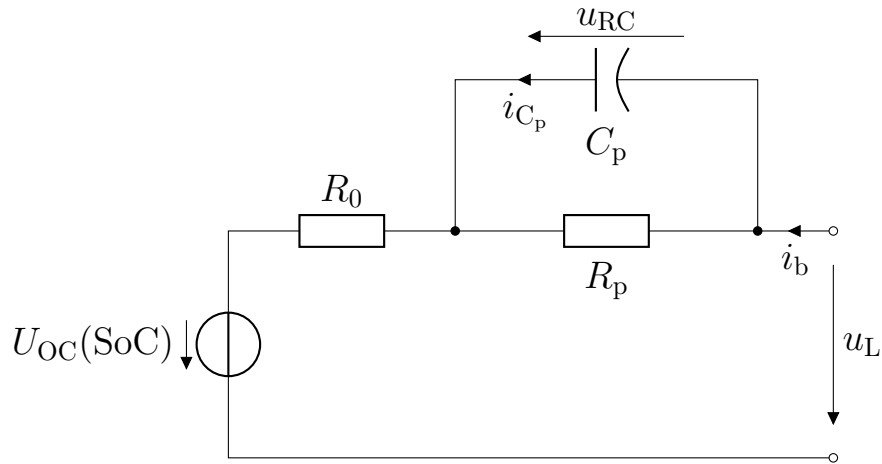 u_RC
i_Cp
C_p
R_0
R_p
i_b
U_OC(SoC)
u_L